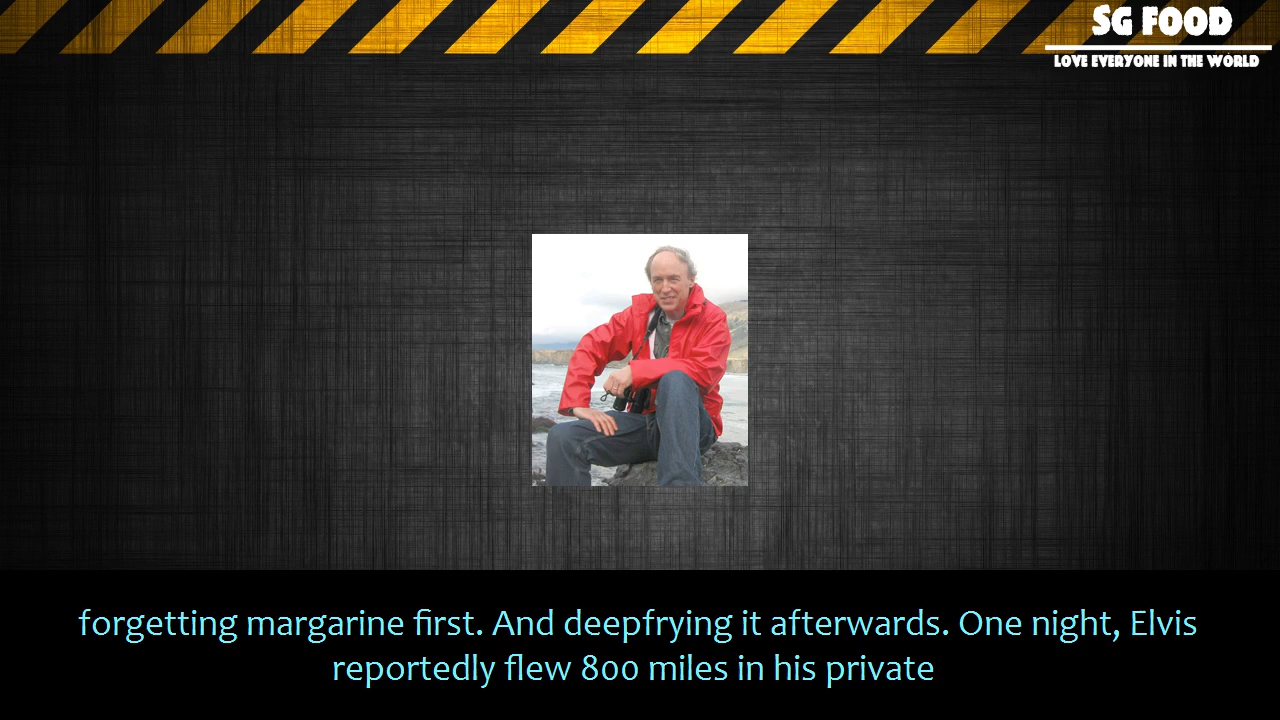 SG FOOD
LOVE EVERYONE IN THE WORLD
forgetting margarine first. And deepfrying it afterwards. One night, Elvis
reportedly flew 800 miles in his private